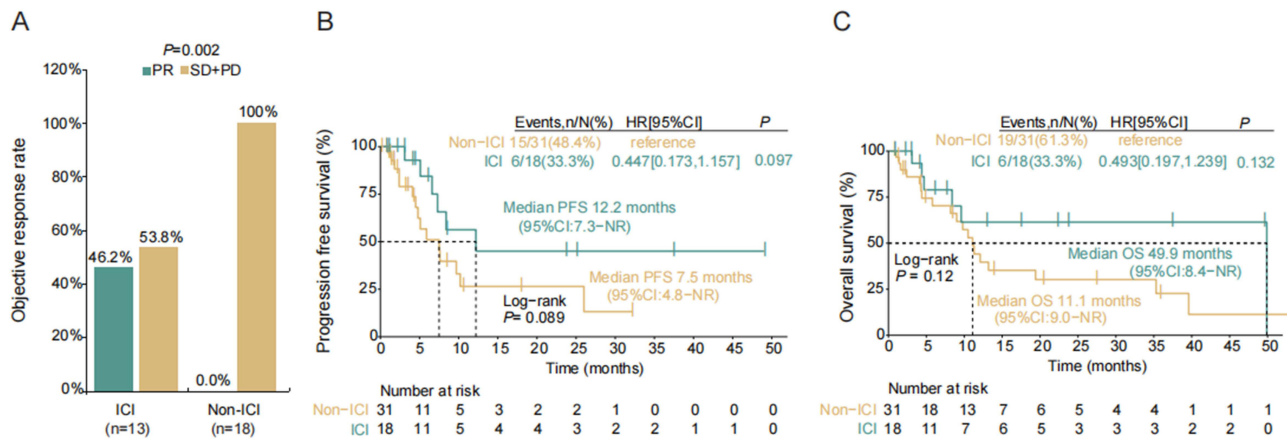 A
P=0.002
PR SD+PD
120%
100%
80%
60%
40%
20%
0%
Objective response rate
46.2%
53.8%
0.0%
100%
ICI
(n=13)
Non-ICI
(n=18)
B
Events,n/N(%) HR[95%CI] P
Non−ICI 15/31(48.4%) reference
ICI 6/18(33.3%) 0.447[0.173,1.157] 0.097
Progression free survival (%)
100
75
50
25
0
Median PFS 12.2 months
(95%CI:7.3−NR)
Median PFS 7.5 months
(95%CI:4.8−NR)
Log−rank
P= 0.089
0 5 10 15 20 25 30 35 40 45 50
Time (months)
Number at risk
Non−ICI 31 11 5 3 2 2 1 0 0 0 0
ICI 18 11 5 4 4 3 2 2 1 1 0
C
Events,n/N(%) HR[95%CI] P
Non−ICI 19/31(61.3%) reference
ICI 6/18(33.3%) 0.493[0.197,1.239] 0.132
Overall survival (%)
100
75
50
25
0
Log−rank
P = 0.12
Median OS 49.9 months
(95%CI:8.4−NR)
Median OS 11.1 months
(95%CI:9.0−NR)
0 5 10 15 20 25 30 35 40 45 50
Time (months)
Number at risk
Non−ICI 31 18 13 7 6 5 4 4 1 1 1
ICI 18 11 7 6 5 3 3 3 2 2 0